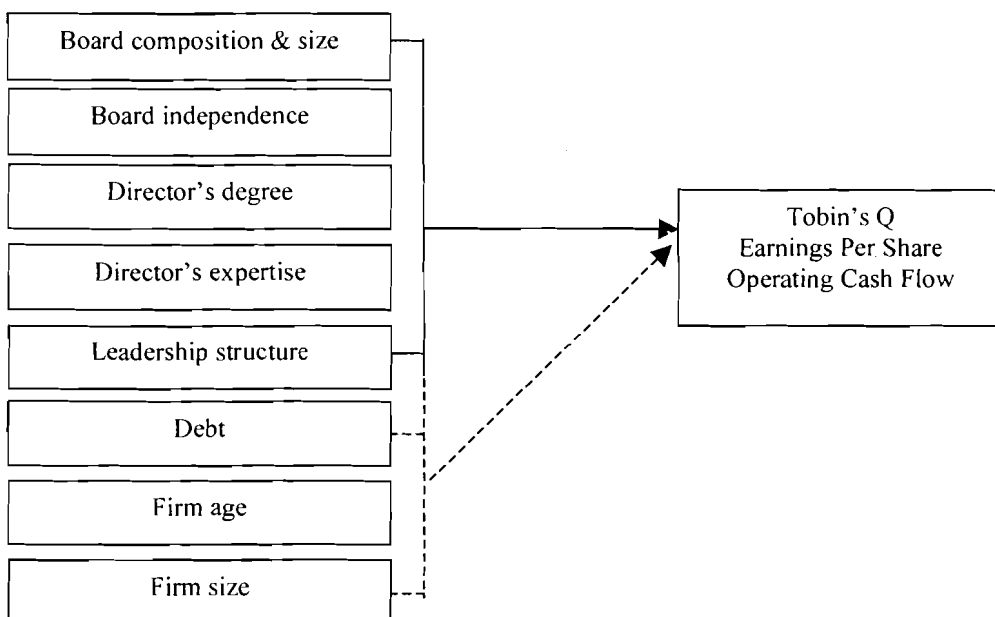 Board composition & size
Board independence
Director's degree
Director's expertise
Leadership structure
Debt
Firm age
Firm size
Tobin's Q
Earnings Per Share
Operating Cash Flow